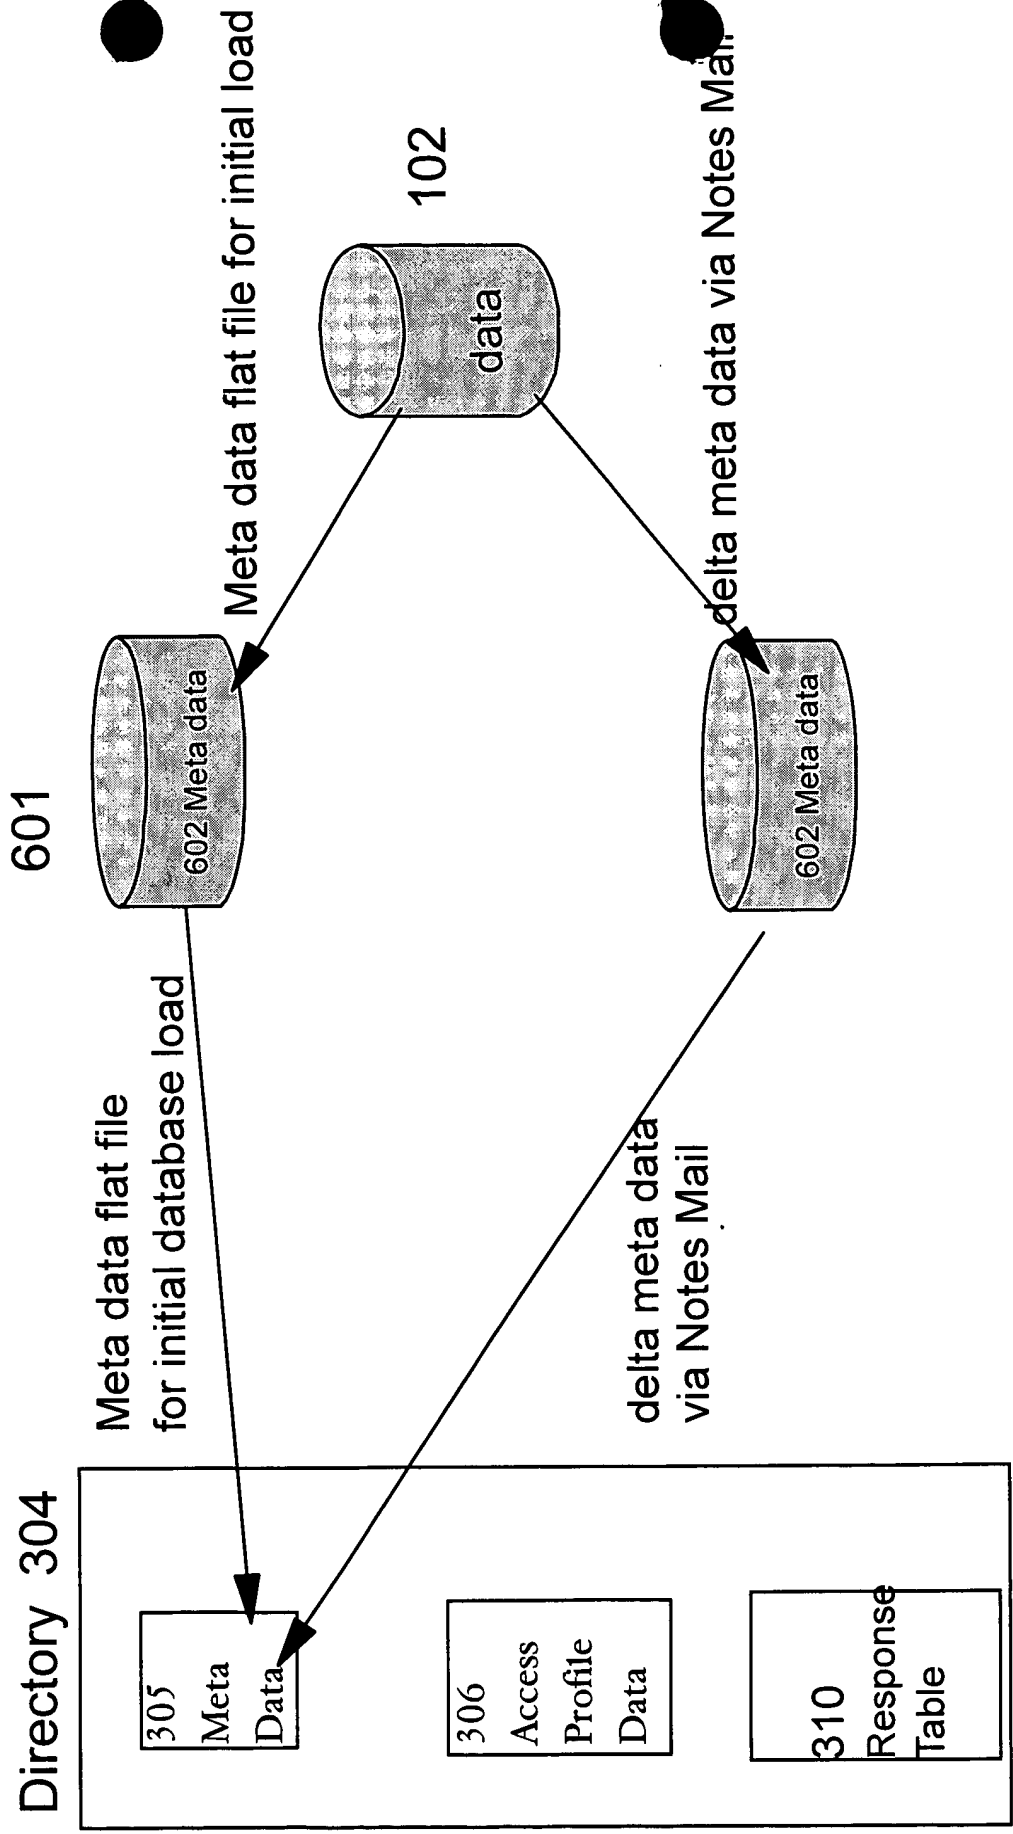 Directory 304
601
305
Meta
Data
306
Access
Profile
Data
310
Response
Table
Meta data flat file
for initial database load
delta meta data
via Notes Mail
602 Meta data
602 Meta data
Meta data flat file for initial load
delta meta data via Notes Mail
data
102